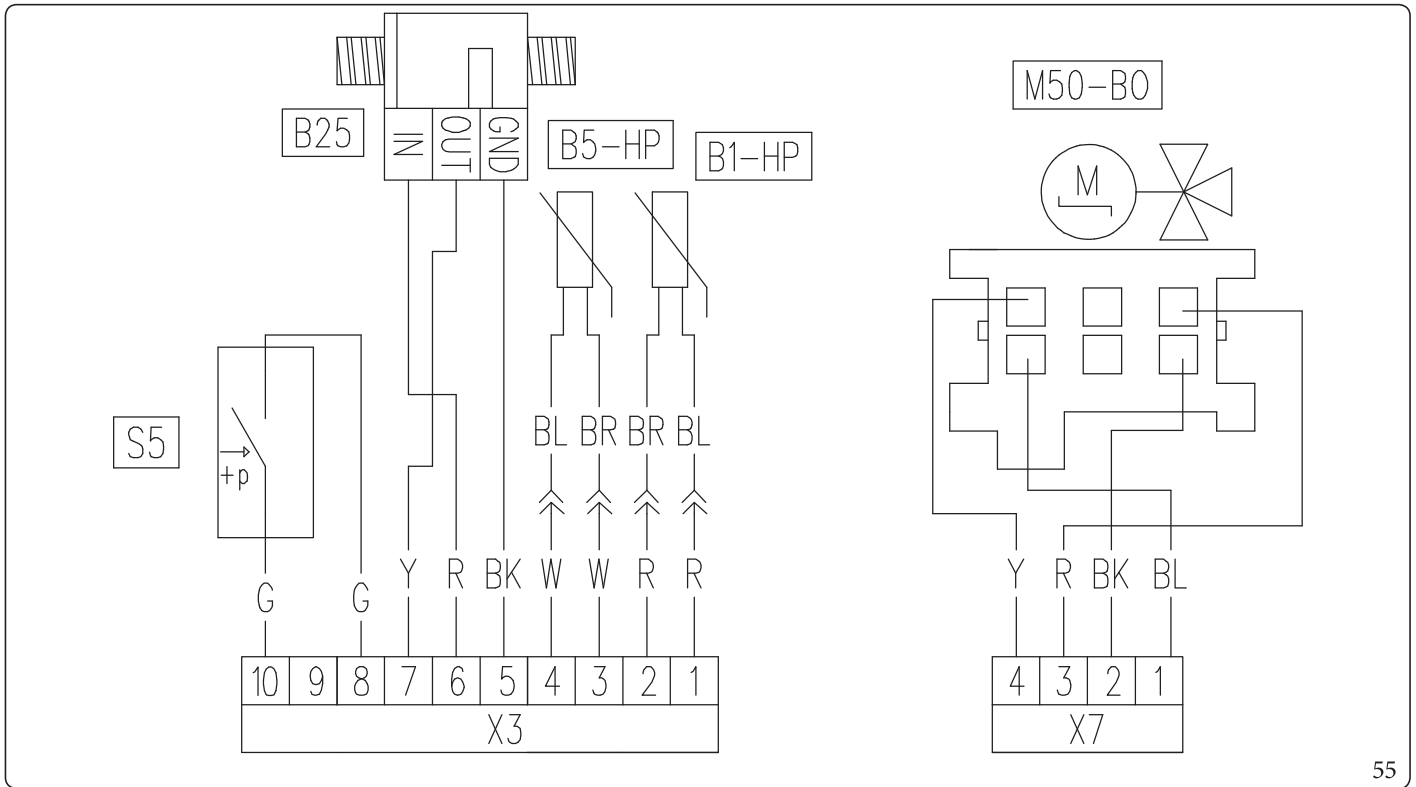 M50-B0
B25
IN
OUT
GND
B5-HP
B1-HP
M
S5
+p
BL BR BR BL
G G Y R BK W W R R
Y R BK BL
10 9 8 7 6 5 4 3 2 1
X3
4 3 2 1
X7
55